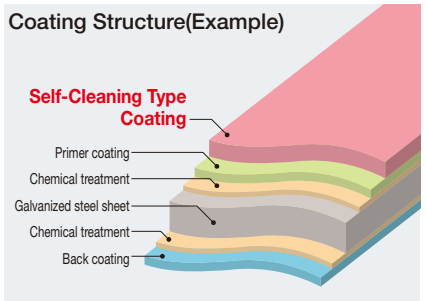 Coating Structure(Example)
Self-Cleaning Type
Coating
Primer coating
Chemical treatment
Galvanized steel sheet
Chemical treatment
Back coating